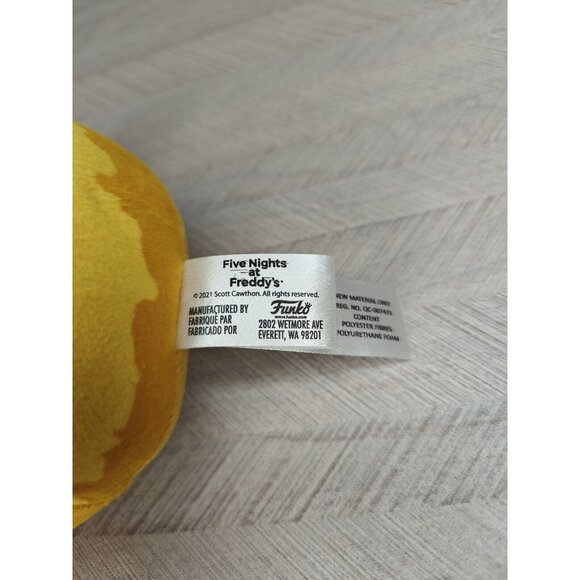 Five Nights
at
Freddy's™
© 2021 Scott Cawthon. All rights reserved.
MANUFACTURED BY
FABRIQUÉ PAR
FABRICADO POR
Funko
www.funko.com
2802 WETMORE AVE
EVERETT, WA 98201
NEW MATERIAL ONLY
REG. NO. QC-007473
CONTENT
POLYESTER FIBRES
POLYURETHANE FOAM